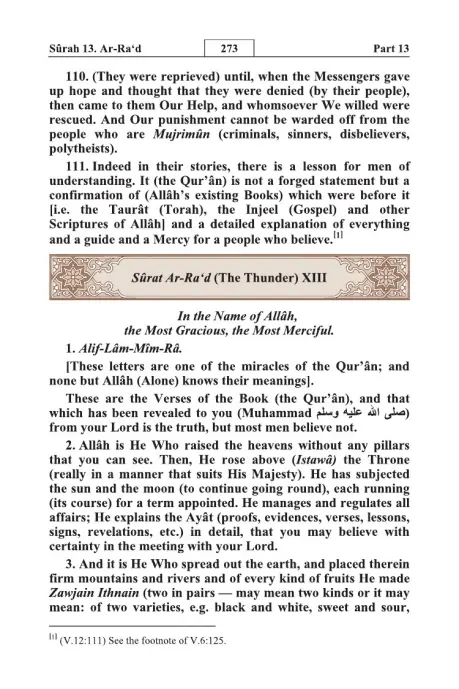 Sûrah 13. Ar-Ra‘d 273 Part 13
110. (They were reprieved) until, when the Messengers gave
up hope and thought that they were denied (by their people),
then came to them Our Help, and whomsoever We willed were
rescued. And Our punishment cannot be warded off from the
people who are Mujrimûn (criminals, sinners, disbelievers,
polytheists).
111. Indeed in their stories, there is a lesson for men of
understanding. It (the Qur’ân) is not a forged statement but a
confirmation of (Allâh’s existing Books) which were before it
[i.e. the Taurât (Torah), the Injeel (Gospel) and other
Scriptures of Allâh] and a detailed explanation of everything
and a guide and a Mercy for a people who believe.[1]
Sûrat Ar-Ra‘d (The Thunder) XIII
In the Name of Allâh,
the Most Gracious, the Most Merciful.
1. Alif-Lâm-Mîm-Râ.
[These letters are one of the miracles of the Qur’ân; and
none but Allâh (Alone) knows their meanings].
These are the Verses of the Book (the Qur’ân), and that
which has been revealed to you (Muhammad صلى الله عليه وسلم)
from your Lord is the truth, but most men believe not.
2. Allâh is He Who raised the heavens without any pillars
that you can see. Then, He rose above (Istawâ) the Throne
(really in a manner that suits His Majesty). He has subjected
the sun and the moon (to continue going round), each running
(its course) for a term appointed. He manages and regulates all
affairs; He explains the Ayât (proofs, evidences, verses, lessons,
signs, revelations, etc.) in detail, that you may believe with
certainty in the meeting with your Lord.
3. And it is He Who spread out the earth, and placed therein
firm mountains and rivers and of every kind of fruits He made
Zawjain Ithnain (two in pairs — may mean two kinds or it may
mean: of two varieties, e.g. black and white, sweet and sour,
[1] (V.12:111) See the footnote of V.6:125.